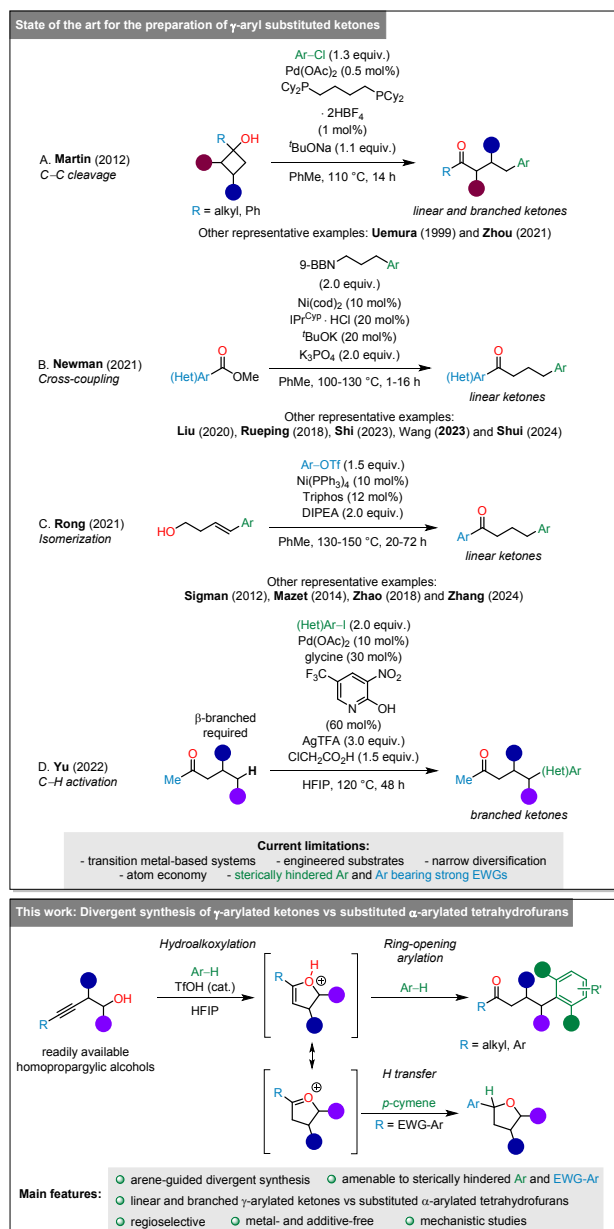 State of the art for the preparation of γ-aryl substituted ketones
Ar–Cl (1.3 equiv.)
Pd(OAc)2 (0.5 mol%)
Cy2P PCy2
· 2HBF4
(1 mol%)
tBuONa (1.1 equiv.)
PhMe, 110 °C, 14 h
A. Martin (2012)
C–C cleavage
R OH
R = alkyl, Ph
O
R Ar
linear and branched ketones
Other representative examples: Uemura (1999) and Zhou (2021)
9-BBN Ar
(2.0 equiv.)
Ni(cod)2 (10 mol%)
IPrCyp · HCl (20 mol%)
tBuOK (20 mol%)
K3PO4 (2.0 equiv.)
PhMe, 100-130 °C, 1-16 h
B. Newman (2021)
Cross-coupling
O
(Het)Ar OMe
O
(Het)Ar Ar
linear ketones
Other representative examples:
Liu (2020), Rueping (2018), Shi (2023), Wang (2023) and Shui (2024)
Ar–OTf (1.5 equiv.)
Ni(PPh3)4 (10 mol%)
Triphos (12 mol%)
DIPEA (2.0 equiv.)
PhMe, 130-150 °C, 20-72 h
C. Rong (2021)
Isomerization
HO Ar
O
Ar Ar
linear ketones
Other representative examples:
Sigman (2012), Mazet (2014), Zhao (2018) and Zhang (2024)
(Het)Ar–I (2.0 equiv.)
Pd(OAc)2 (10 mol%)
glycine (30 mol%)
F3C NO2
N OH
(60 mol%)
AgTFA (3.0 equiv.)
ClCH2CO2H (1.5 equiv.)
HFIP, 120 °C, 48 h
D. Yu (2022)
C–H activation
β-branched
required
O
Me H
O
Me (Het)Ar
branched ketones
Current limitations:
- transition metal-based systems - engineered substrates - narrow diversification
- atom economy - sterically hindered Ar and Ar bearing strong EWGs
This work: Divergent synthesis of γ-arylated ketones vs substituted α-arylated tetrahydrofurans
Hydroalkoxylation
Ar–H
TfOH (cat.)
HFIP
R OH
readily available
homopropargylic alcohols
H
R O
+
Ring-opening
arylation
Ar–H
O
R R'
R = alkyl, Ar
R O
+
H transfer
p-cymene
R = EWG-Ar
H
Ar O
Main features:
arene-guided divergent synthesis amenable to sterically hindered Ar and EWG-Ar
linear and branched γ-arylated ketones vs substituted α-arylated tetrahydrofurans
regioselective metal- and additive-free mechanistic studies